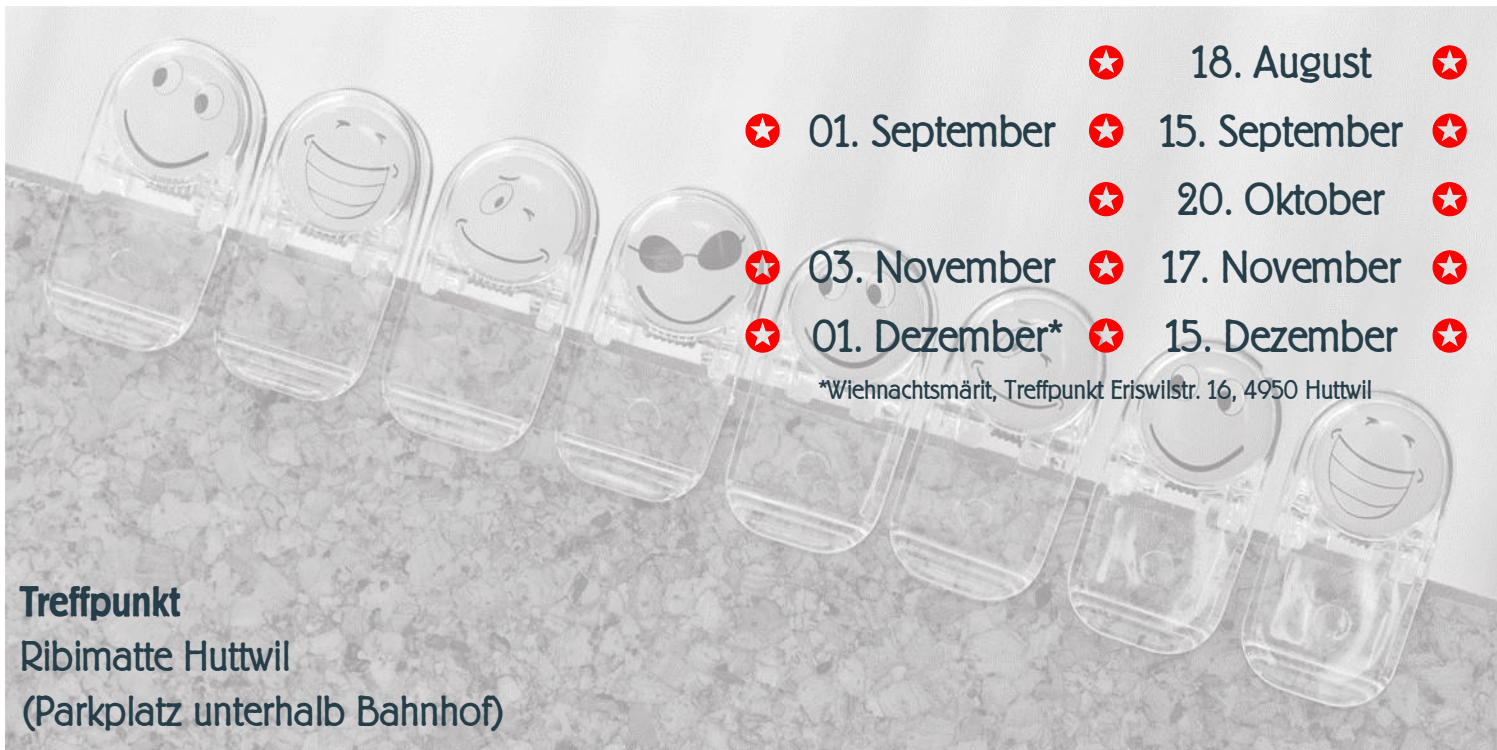 18. August
01. September 15. September
20. Oktober
03. November 17. November
01. Dezember* 15. Dezember
*Wiehnachtsmärit, Treffpunkt Eriswilstr. 16, 4950 Huttwil
Treffpunkt
Ribimatte Huttwil
(Parkplatz unterhalb Bahnhof)